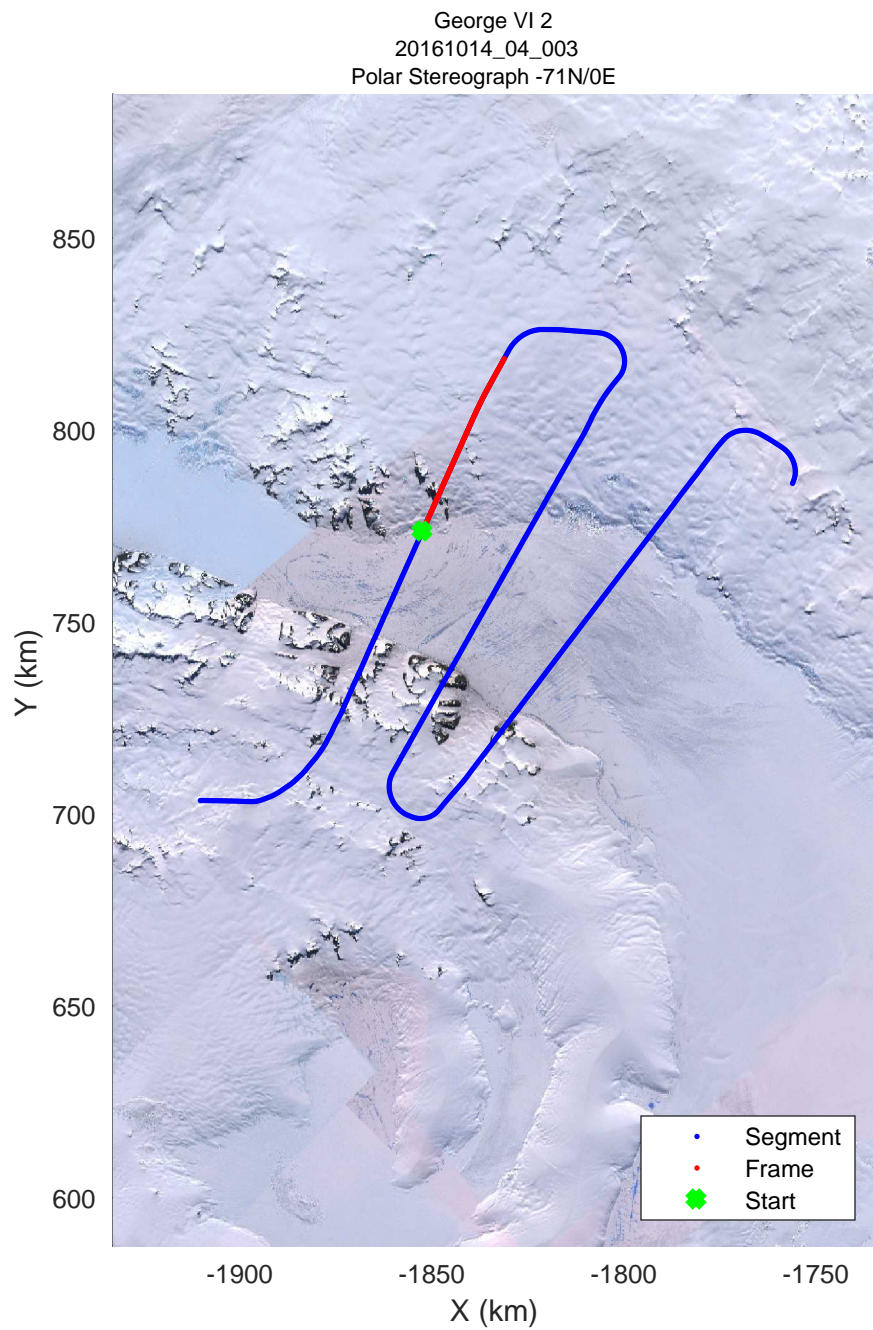 George VI 2
20161014_04_003
Polar Stereograph -71N/0E
850
800
750
700
650
600
Y (km)
-1900
-1850
-1800
-1750
X (km)
Segment
Frame
Start